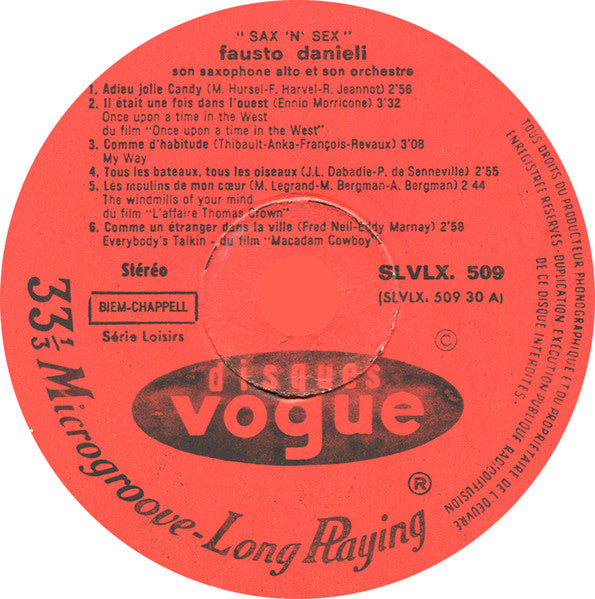 " SAX 'N' SEX "
fausto danieli
son saxophone alto et son orchestre
1. Adieu jolie Candy (M. Hursel-F. Harvel-R. Jeannot) 2'56
2. Il était une fois dans l'ouest (Ennio Morricone) 3'32
Once upon a time in the West
du film "Once upon a time in the West"
3. Comme d'habitude (Thibault-Anka-François-Revaux) 3'08
My Way
4. Tous les bateaux, tous les oiseaux (J.L. Dabadie-P. de Senneville) 2'55
5. Les moulins de mon cœur (M. Legrand-M. Bergman-A. Bergman) 2 44
The windmills of your mind
du film "L'affaire Thomas Crown"
6. Comme un étranger dans la ville (Fred Neil-Eddy Marnay) 2'58
Everybody's Talkin - du film "Macadam Cowboy"
Stéréo
SLVLX. 509
BIEM-CHAPPELL
(SLVLX. 509 30 A)
Série Loisirs
©
disques
vogue
®
33 1/3 Microgroove-Long Playing
TOUS DROITS DU PRODUCTEUR PHONOGRAPHIQUE ET DU PROPRIETAIRE DE L'OEUVRE
ENREGISTREE RESERVES - DUPLICATION EXECUTION PUBLIQUE RADIODIFFUSION
DE CE DISQUE INTERDITES.